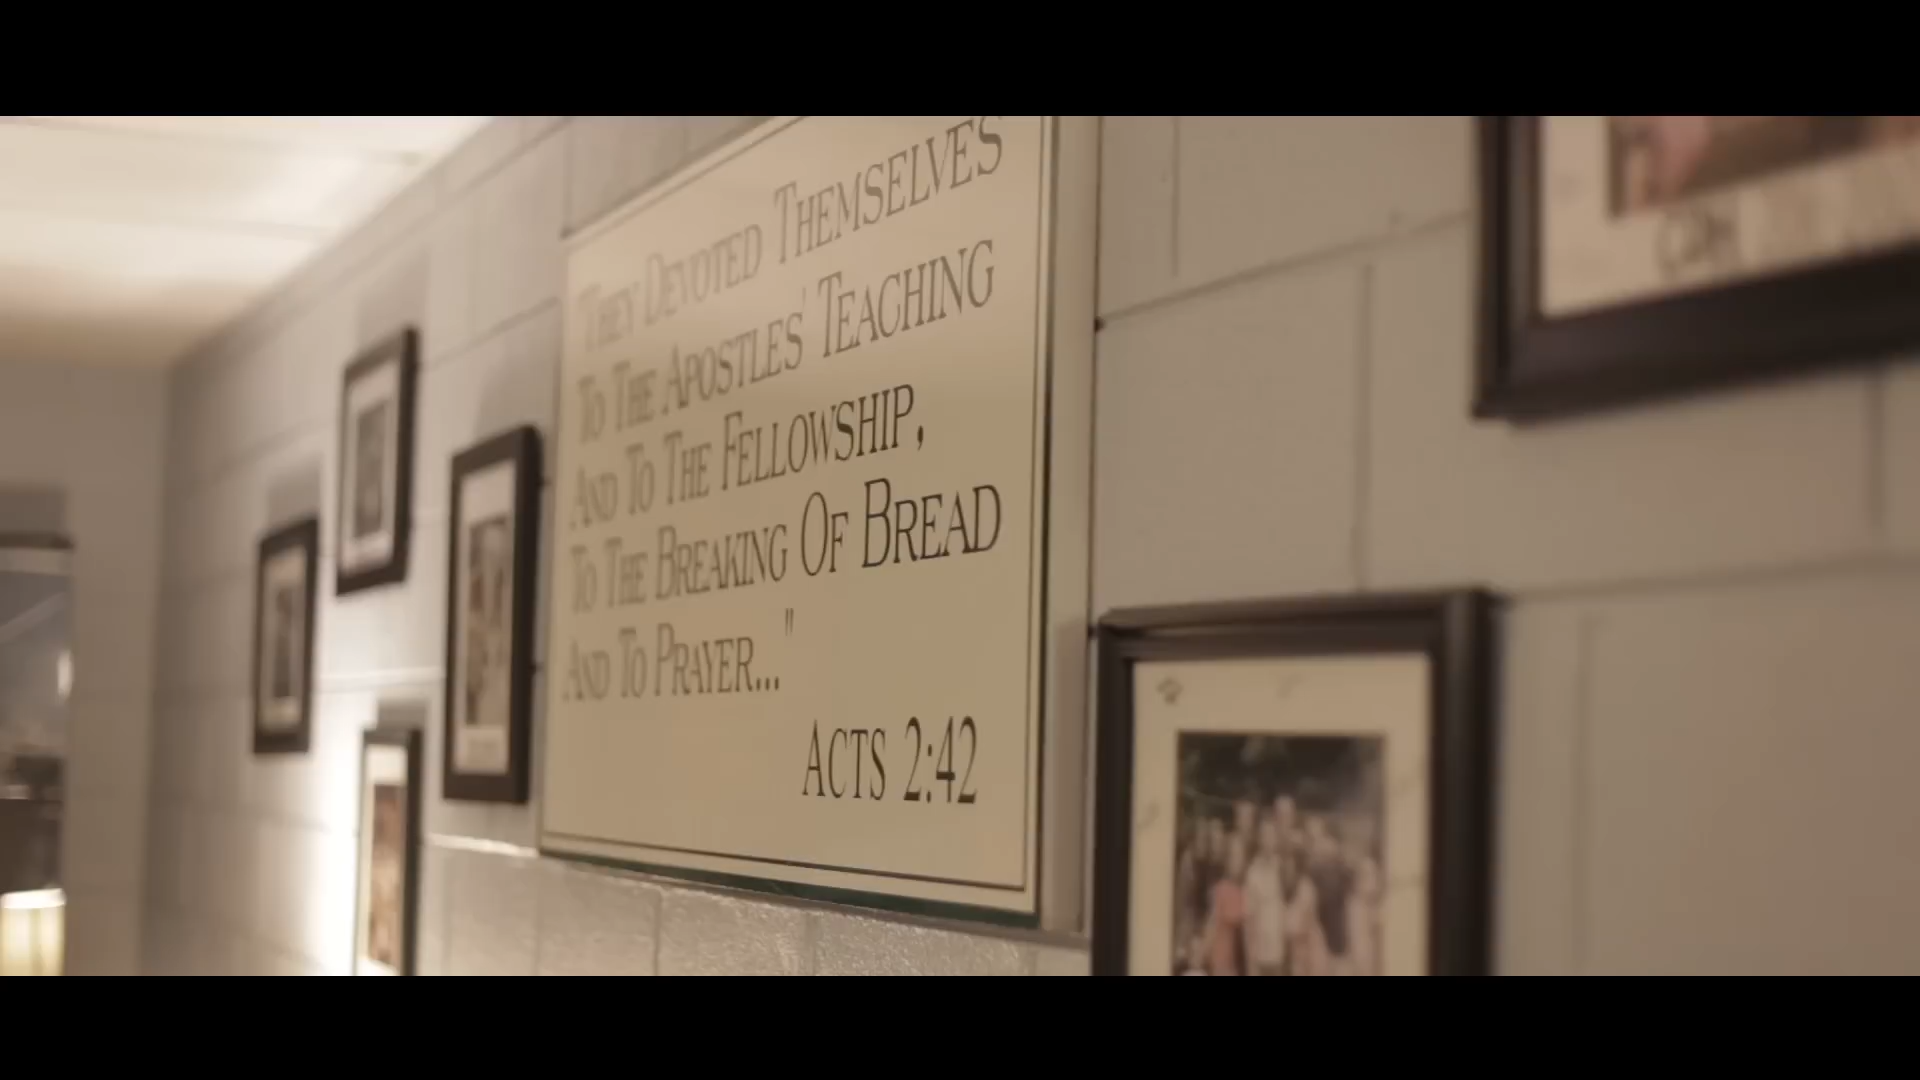 They Devoted Themselves
To The Apostles' Teaching
And To The Fellowship,
To The Breaking Of Bread
And To Prayer..."
Acts 2:42